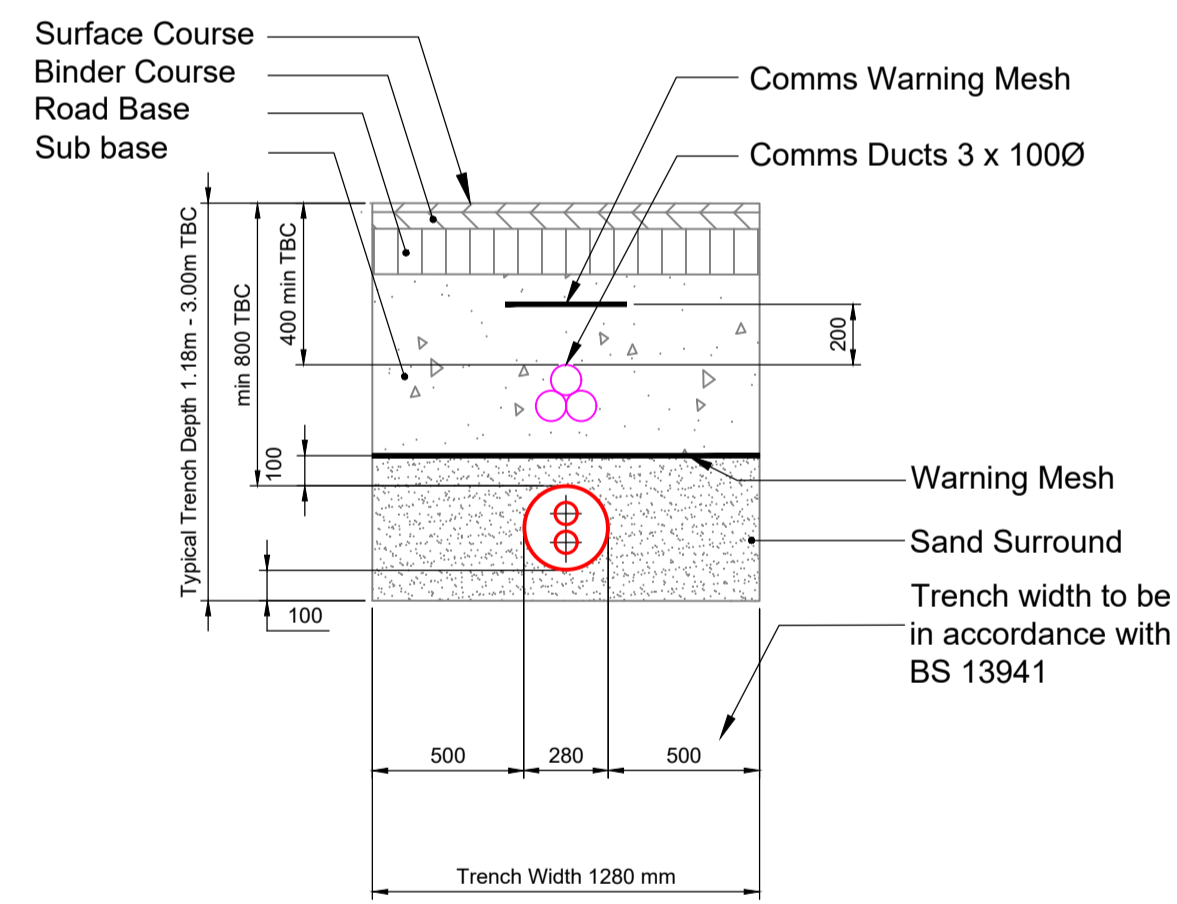 Surface Course
Binder Course
Road Base
Sub base
Comms Warning Mesh
Comms Ducts 3 x 100Ø
Typical Trench Depth 1.18m - 3.00m TBC
min 800 TBC
400 min TBC
200
100
100
Warning Mesh
Sand Surround
Trench width to be
in accordance with
BS 13941
500
280
500
Trench Width 1280 mm